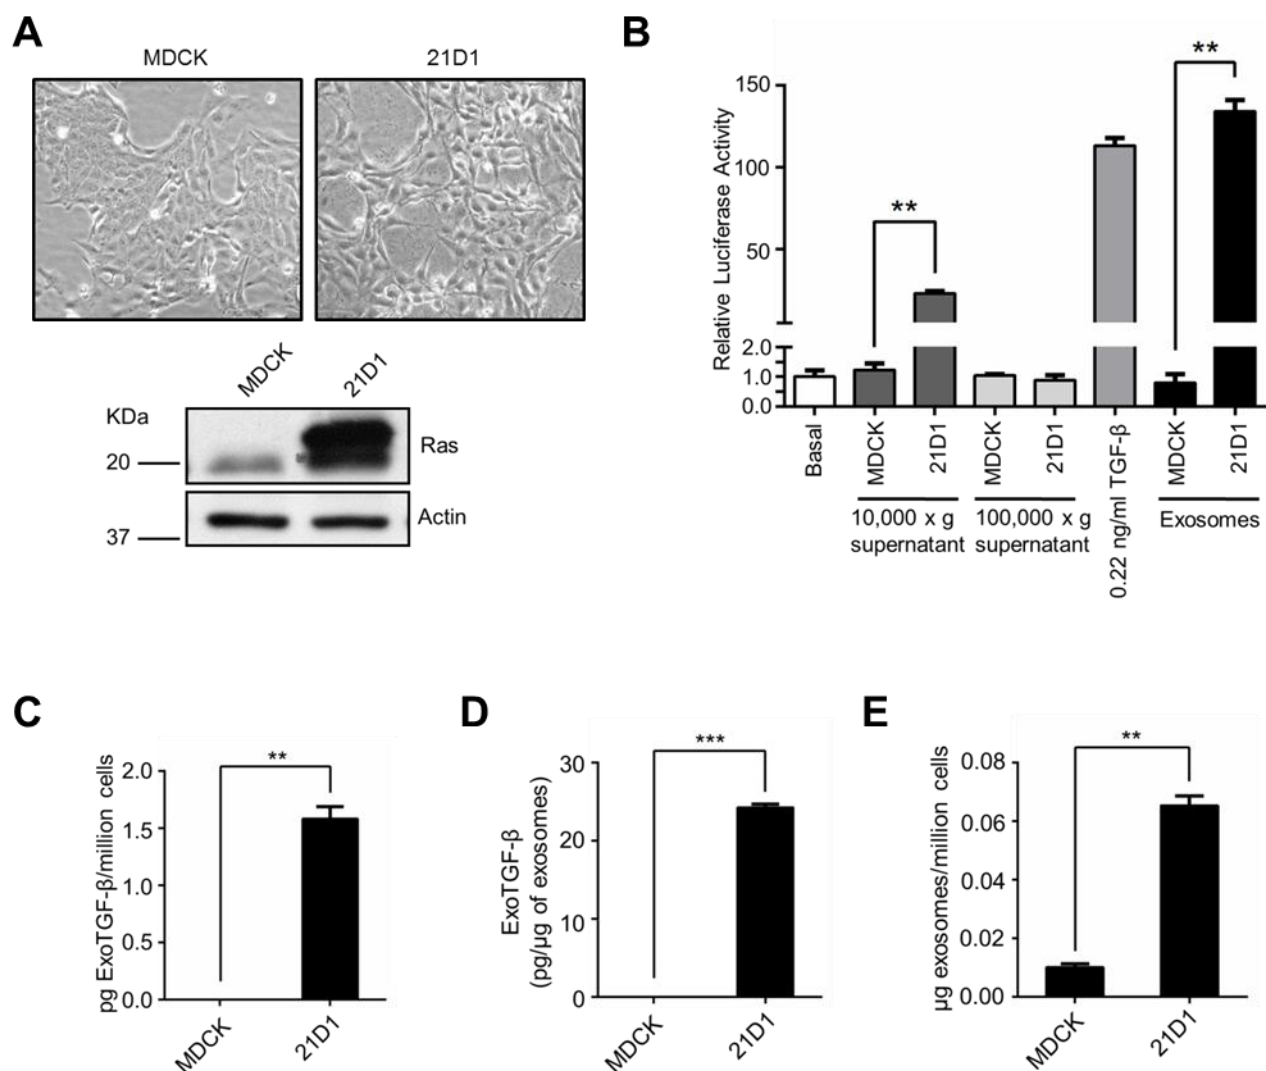 A
MDCK
21D1
MDCK
21D1
KDa
20
Ras
37
Actin
B
Relative Luciferase Activity
150
100
50
2.0
1.0
0.0
**
**
Basal
MDCK
21D1
MDCK
21D1
0.22 ng/ml TGF-β
MDCK
21D1
10,000 x g
supernatant
100,000 x g
supernatant
Exosomes
C
pg ExoTGF-β/million cells
2.0
1.5
1.0
0.5
0.0
**
MDCK
21D1
D
ExoTGF-β
(pg/µg of exosomes)
30
20
10
0
***
MDCK
21D1
E
µg exosomes/million cells
0.08
0.06
0.04
0.02
0.00
**
MDCK
21D1